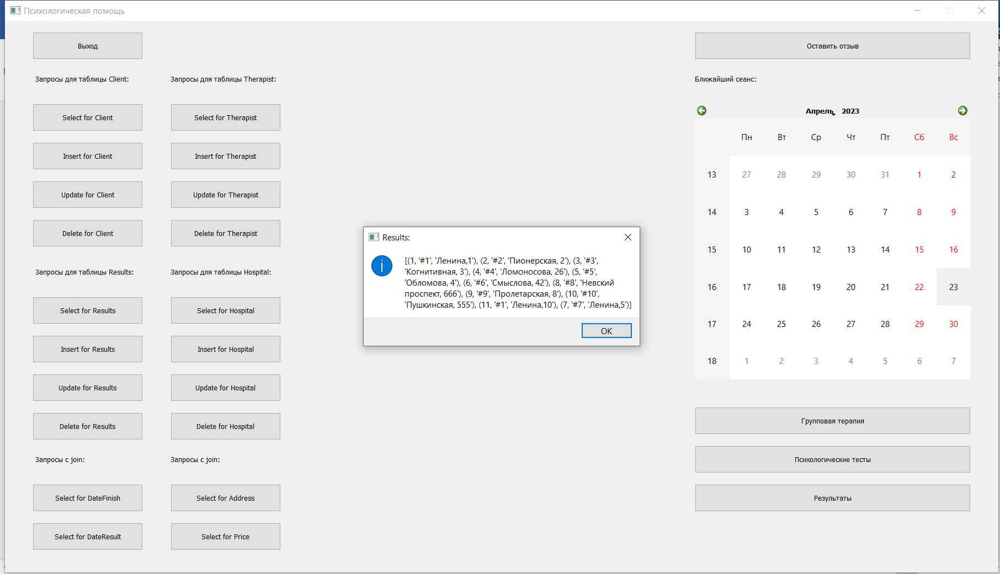 Психологическая помощь
Выход
Оставить отзыв
Запросы для таблицы Client:
Запросы для таблицы Therapist:
Ближайший сеанс:
Select for Client
Select for Therapist
Insert for Client
Insert for Therapist
Update for Client
Update for Therapist
Delete for Client
Delete for Therapist
Запросы для таблицы Results:
Запросы для таблицы Hospital:
Select for Results
Select for Hospital
Insert for Results
Insert for Hospital
Update for Results
Update for Hospital
Delete for Results
Delete for Hospital
Запросы с join:
Запросы с join:
Select for DateFinish
Select for Address
Select for DateResult
Select for Price
Results:
[(1, '#1', 'Ленина,1'), (2, '#2', 'Пионерская, 2'), (3, '#3',
'Когнитивная, 3'), (4, '#4', 'Ломоносова, 26'), (5, '#5',
'Обломова, 4'), (6, '#6', 'Смыслова, 42'), (8, '#8', 'Невский
проспект, 666'), (9, '#9', 'Пролетарская, 8'), (10, '#10',
'Пушкинская, 555'), (11, '#1', 'Ленина,10'), (7, '#7', 'Ленина,5')]
OK
Апрель 2023
Пн Вт Ср Чт Пт Сб Вс
13 27 28 29 30 31 1 2
14 3 4 5 6 7 8 9
15 10 11 12 13 14 15 16
16 17 18 19 20 21 22 23
17 24 25 26 27 28 29 30
18 1 2 3 4 5 6 7
Групповая терапия
Психологические тесты
Результаты